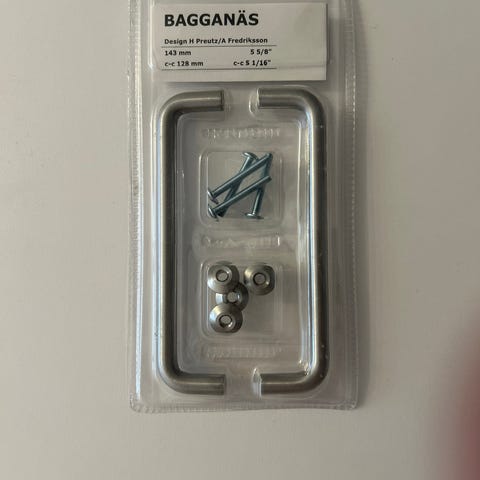 BAGGANÄS
Design H Preutz/A Fredriksson
143 mm 5 5/8"
c-c 128 mm c-c 5 1/16"